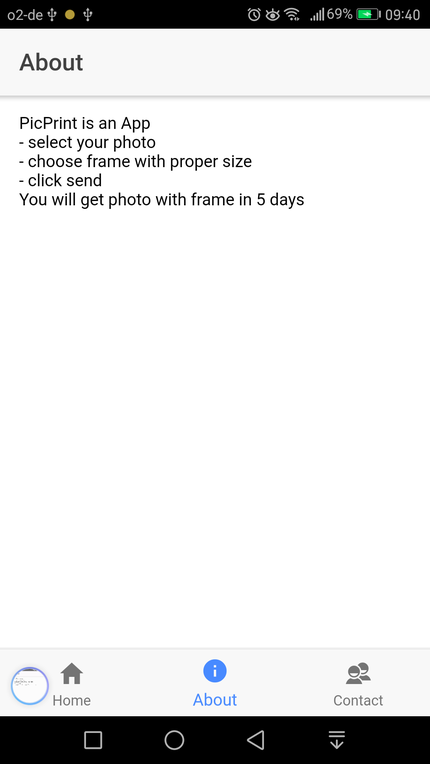 o2-de 69% 09:40
About
PicPrint is an App
- select your photo
- choose frame with proper size
- click send
You will get photo with frame in 5 days
Home About Contact